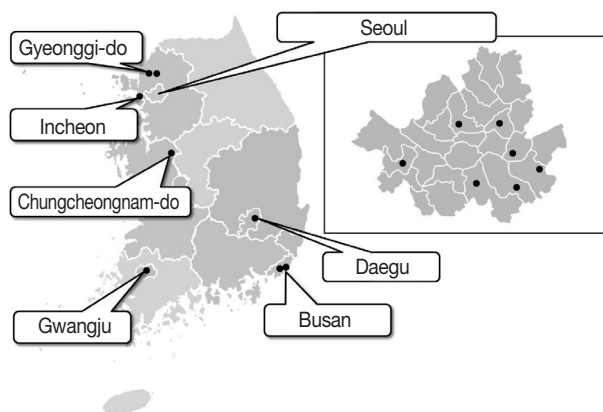 Seoul
Gyeonggi-do
Incheon
Chungcheongnam-do
Daegu
Gwangju
Busan